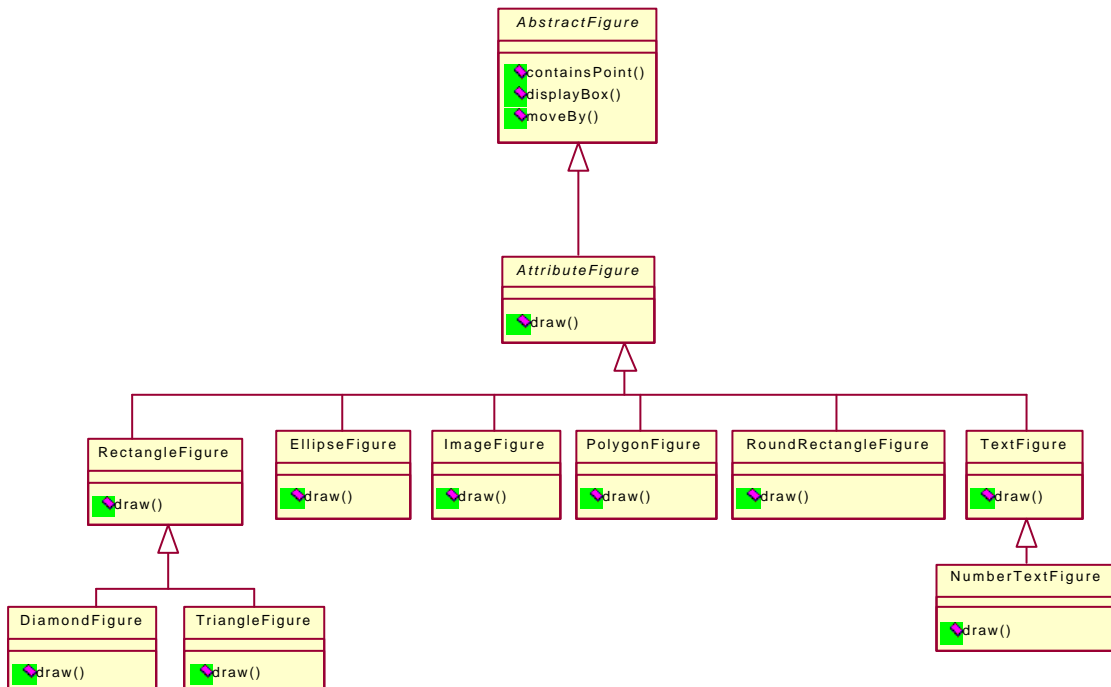 AbstractFigure
containsPoint()
displayBox()
moveBy()
AttributeFigure
draw()
RectangleFigure
draw()
EllipseFigure
draw()
ImageFigure
draw()
PolygonFigure
draw()
RoundRectangleFigure
draw()
TextFigure
draw()
DiamondFigure
draw()
TriangleFigure
draw()
NumberTextFigure
draw()